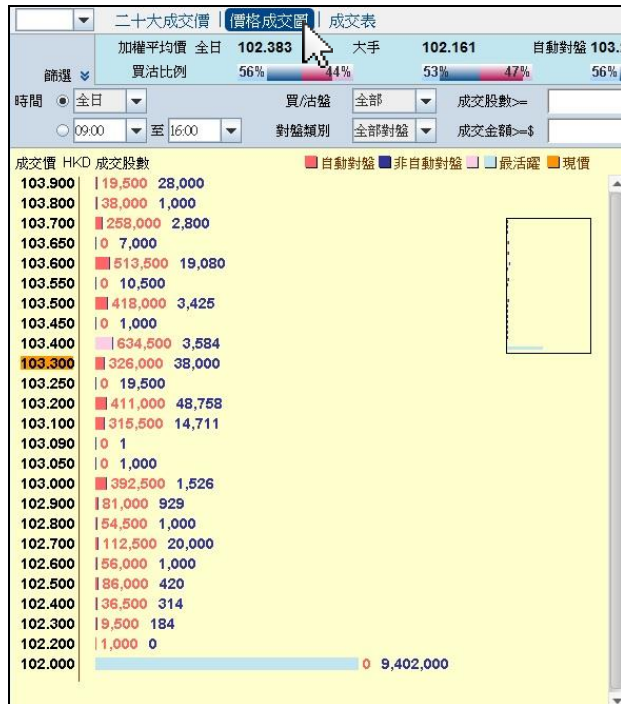 二十大成交價 | 價格成交圖 | 成交表
加權平均價 全日 102.383 大手 102.161 自動對盤 103.
篩選 買沽比例 56% 44% 53% 47% 56%
時間 全日 買/沽盤 全部 成交股數>=
09:00 至 16:00 對盤類別 全部對盤 成交金額>=$
成交價 HKD 成交股數 自動對盤 非自動對盤 最活躍 現價
103.900 19,500 28,000
103.800 38,000 1,000
103.700 258,000 2,800
103.650 0 7,000
103.600 513,500 19,080
103.550 0 10,500
103.500 418,000 3,425
103.450 0 1,000
103.400 634,500 3,584
103.300 326,000 38,000
103.250 0 19,500
103.200 411,000 48,758
103.100 315,500 14,711
103.090 0 1
103.050 0 1,000
103.000 392,500 1,526
102.900 81,000 929
102.800 54,500 1,000
102.700 112,500 20,000
102.600 56,000 1,000
102.500 86,000 420
102.400 36,500 314
102.300 9,500 184
102.200 1,000 0
102.000 0 9,402,000